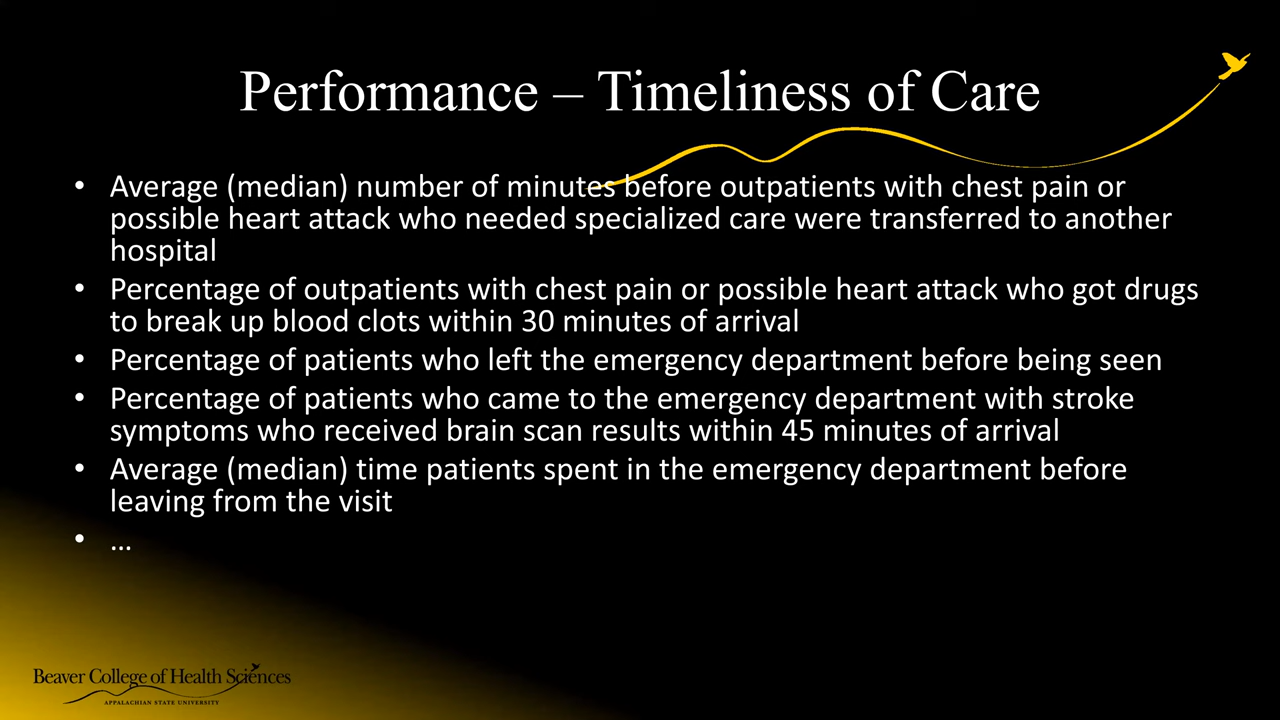 Performance – Timeliness of Care
• Average (median) number of minutes before outpatients with chest pain or
possible heart attack who needed specialized care were transferred to another
hospital
• Percentage of outpatients with chest pain or possible heart attack who got drugs
to break up blood clots within 30 minutes of arrival
• Percentage of patients who left the emergency department before being seen
• Percentage of patients who came to the emergency department with stroke
symptoms who received brain scan results within 45 minutes of arrival
• Average (median) time patients spent in the emergency department before
leaving from the visit
• …
Beaver College of Health Sciences
APPALACHIAN STATE UNIVERSITY